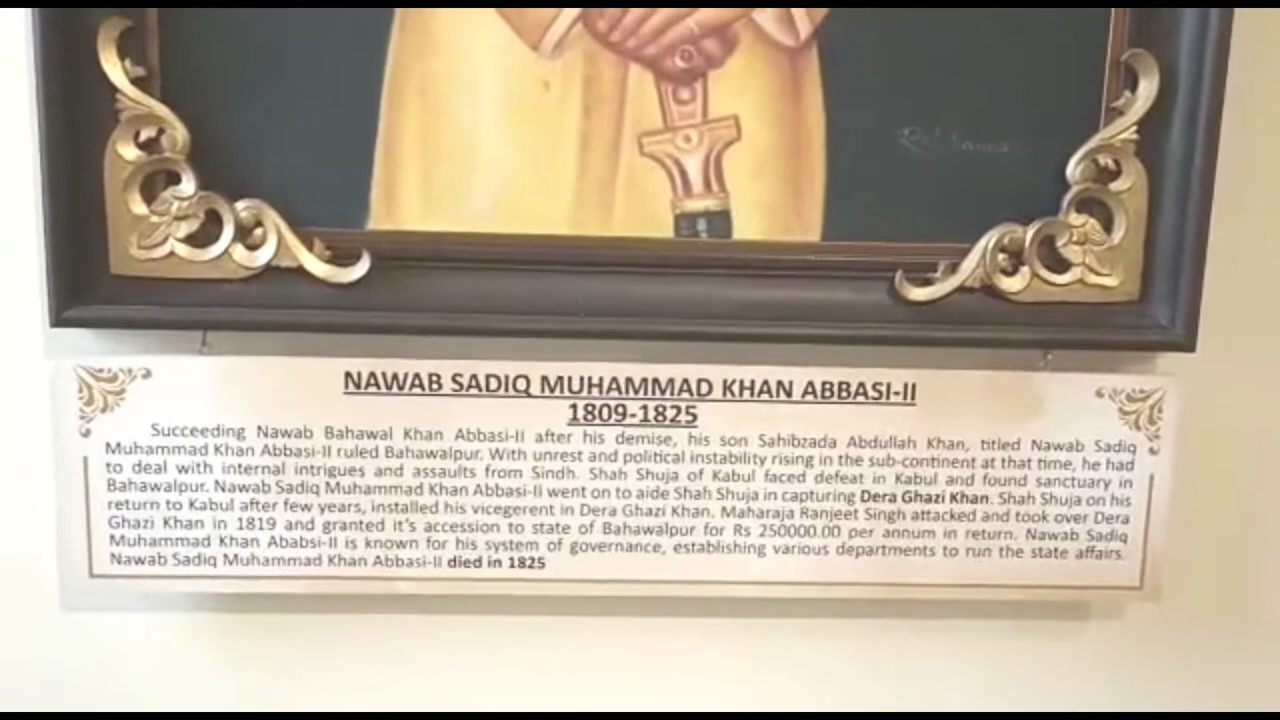 NAWAB SADIQ MUHAMMAD KHAN ABBASI-II
1809-1825
Succeeding Nawab Bahawal Khan Abbasi-II after his demise, his son Sahibzada Abdullah Khan, titled Nawab Sadiq
Muhammad Khan Abbasi-II ruled Bahawalpur. With unrest and political instability rising in the sub-continent at that time, he had
to deal with internal intrigues and assaults from Sindh. Shah Shuja of Kabul faced defeat in Kabul and found sanctuary in
Bahawalpur. Nawab Sadiq Muhammad Khan Abbasi-II went on to aide Shah Shuja in capturing Dera Ghazi Khan. Shah Shuja on his
return to Kabul after few years, installed his vicegerent in Dera Ghazi Khan. Maharaja Ranjeet Singh attacked and took over Dera
Ghazi Khan in 1819 and granted it's accession to state of Bahawalpur for Rs 250000.00 per annum in return. Nawab Sadiq
Muhammad Khan Ababsi-II is known for his system of governance, establishing various departments to run the state affairs.
Nawab Sadiq Muhammad Khan Abbasi-II died in 1825